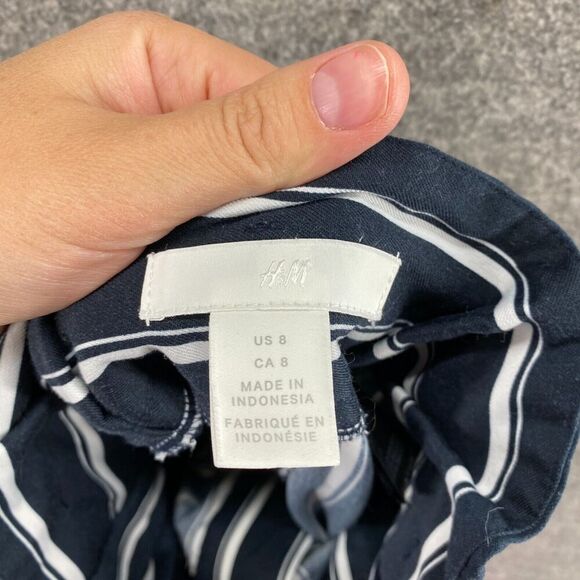 H&M
US 8
CA 8
MADE IN
INDONESIA
FABRIQUÉ EN
INDONÉSIE